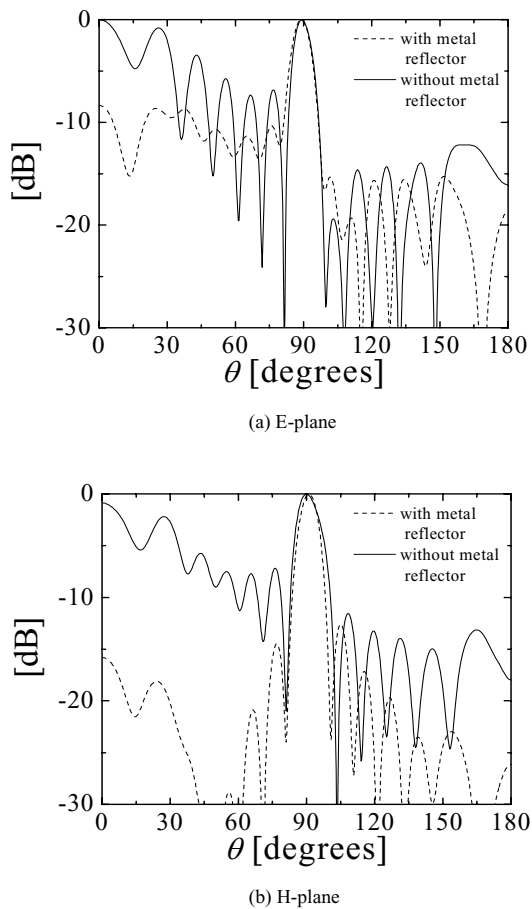 0
with metal
reflector
without metal
reflector
-10
-20
-30
[dB]
0 30 60 90 120 150 180
θ [degrees]
(a) E-plane
0
with metal
reflector
without metal
reflector
-10
-20
-30
[dB]
0 30 60 90 120 150 180
θ [degrees]
(b) H-plane